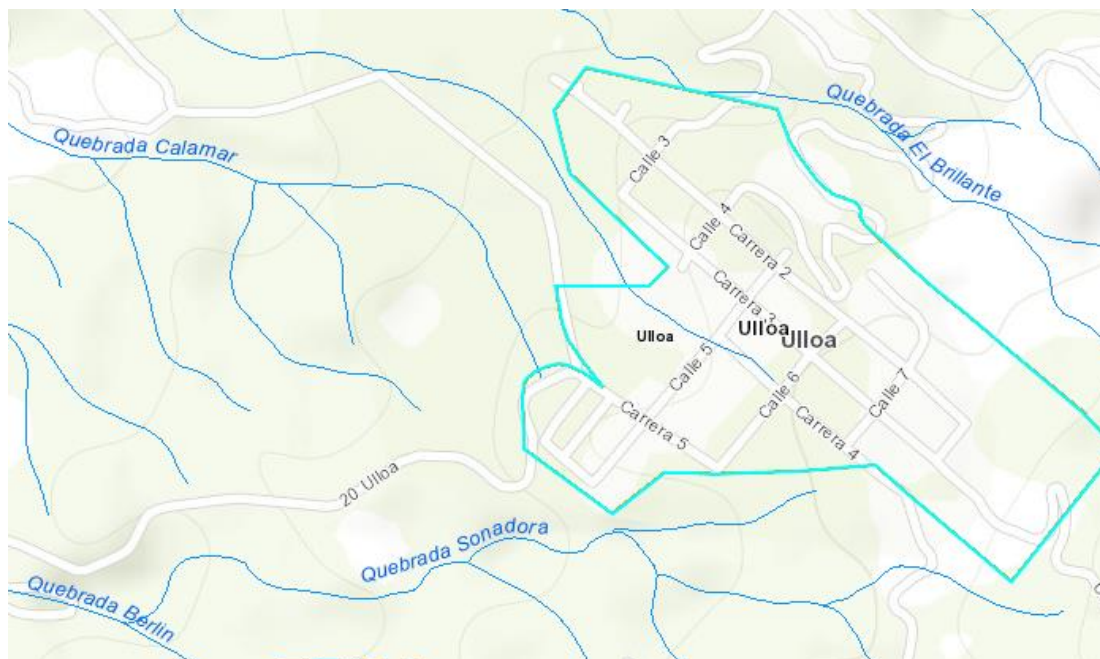 Quebrada El Brillante
Quebrada Calamar
Calle 3
Calle 4
Carrera 2
Carrera 3
Ulloa
Ulloa
Ulloa
Calle 5
Calle 6
Calle 7
Carrera 5
Carrera 4
20 Ulloa
Quebrada Sonadora
Quebrada Berlin